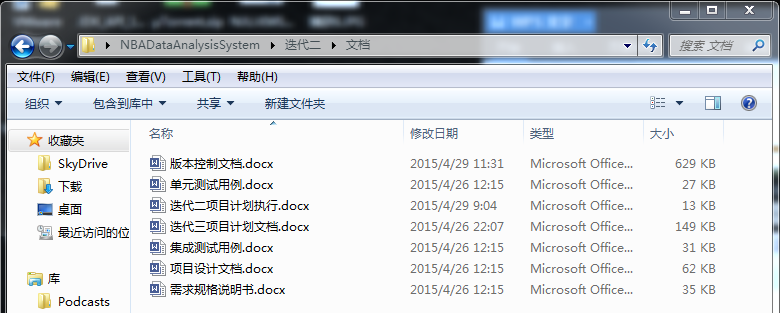 NBADataAnalysisSystem 迭代二 文档 搜索 文档
文件(F) 编辑(E) 查看(V) 工具(T) 帮助(H)
组织 包含到库中 共享 新建文件夹
收藏夹
SkyDrive
下载
桌面
最近访问的位
库
Podcasts
名称 修改日期 类型 大小
版本控制文档.docx 2015/4/29 11:31 Microsoft Office... 629 KB
单元测试用例.docx 2015/4/26 12:15 Microsoft Office... 27 KB
迭代二项目计划执行.docx 2015/4/29 9:04 Microsoft Office... 13 KB
迭代三项目计划文档.docx 2015/4/26 22:07 Microsoft Office... 149 KB
集成测试用例.docx 2015/4/26 12:15 Microsoft Office... 31 KB
项目设计文档.docx 2015/4/26 12:15 Microsoft Office... 62 KB
需求规格说明书.docx 2015/4/26 12:15 Microsoft Office... 35 KB